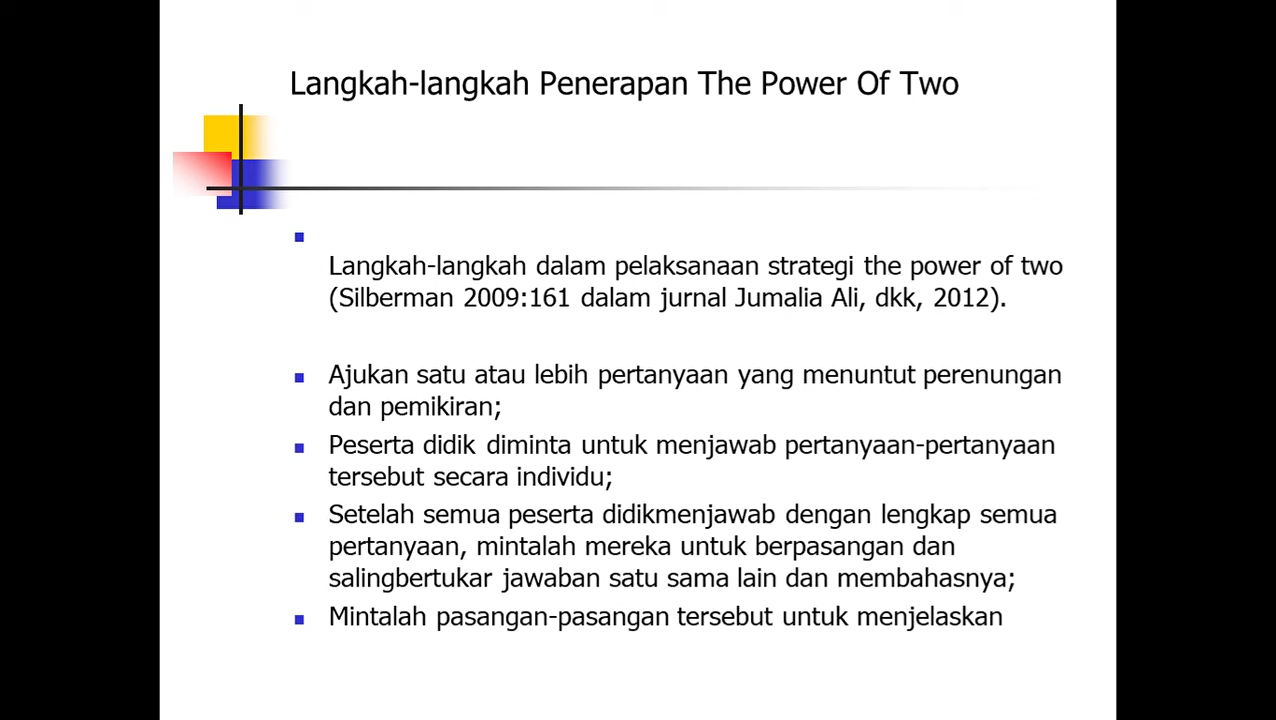 Langkah-langkah Penerapan The Power Of Two
Langkah-langkah dalam pelaksanaan strategi the power of two
(Silberman 2009:161 dalam jurnal Jumalia Ali, dkk, 2012).
Ajukan satu atau lebih pertanyaan yang menuntut perenungan
dan pemikiran;
Peserta didik diminta untuk menjawab pertanyaan-pertanyaan
tersebut secara individu;
Setelah semua peserta didikmenjawab dengan lengkap semua
pertanyaan, mintalah mereka untuk berpasangan dan
salingbertukar jawaban satu sama lain dan membahasnya;
Mintalah pasangan-pasangan tersebut untuk menjelaskan